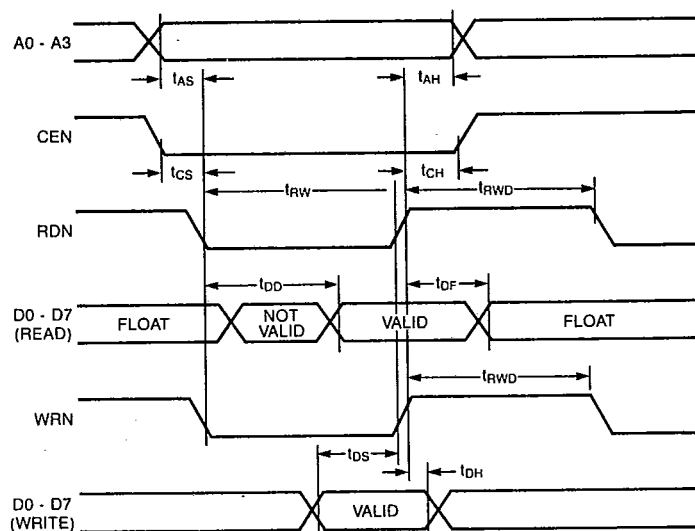 A0 - A3
tAS
tAH
CEN
tCS
tCH
tRW
tRWD
RDN
tDD
tDF
D0 - D7
(READ)
FLOAT
NOT
VALID
VALID
FLOAT
tRWD
WRN
tDS
tDH
D0 - D7
(WRITE)
VALID